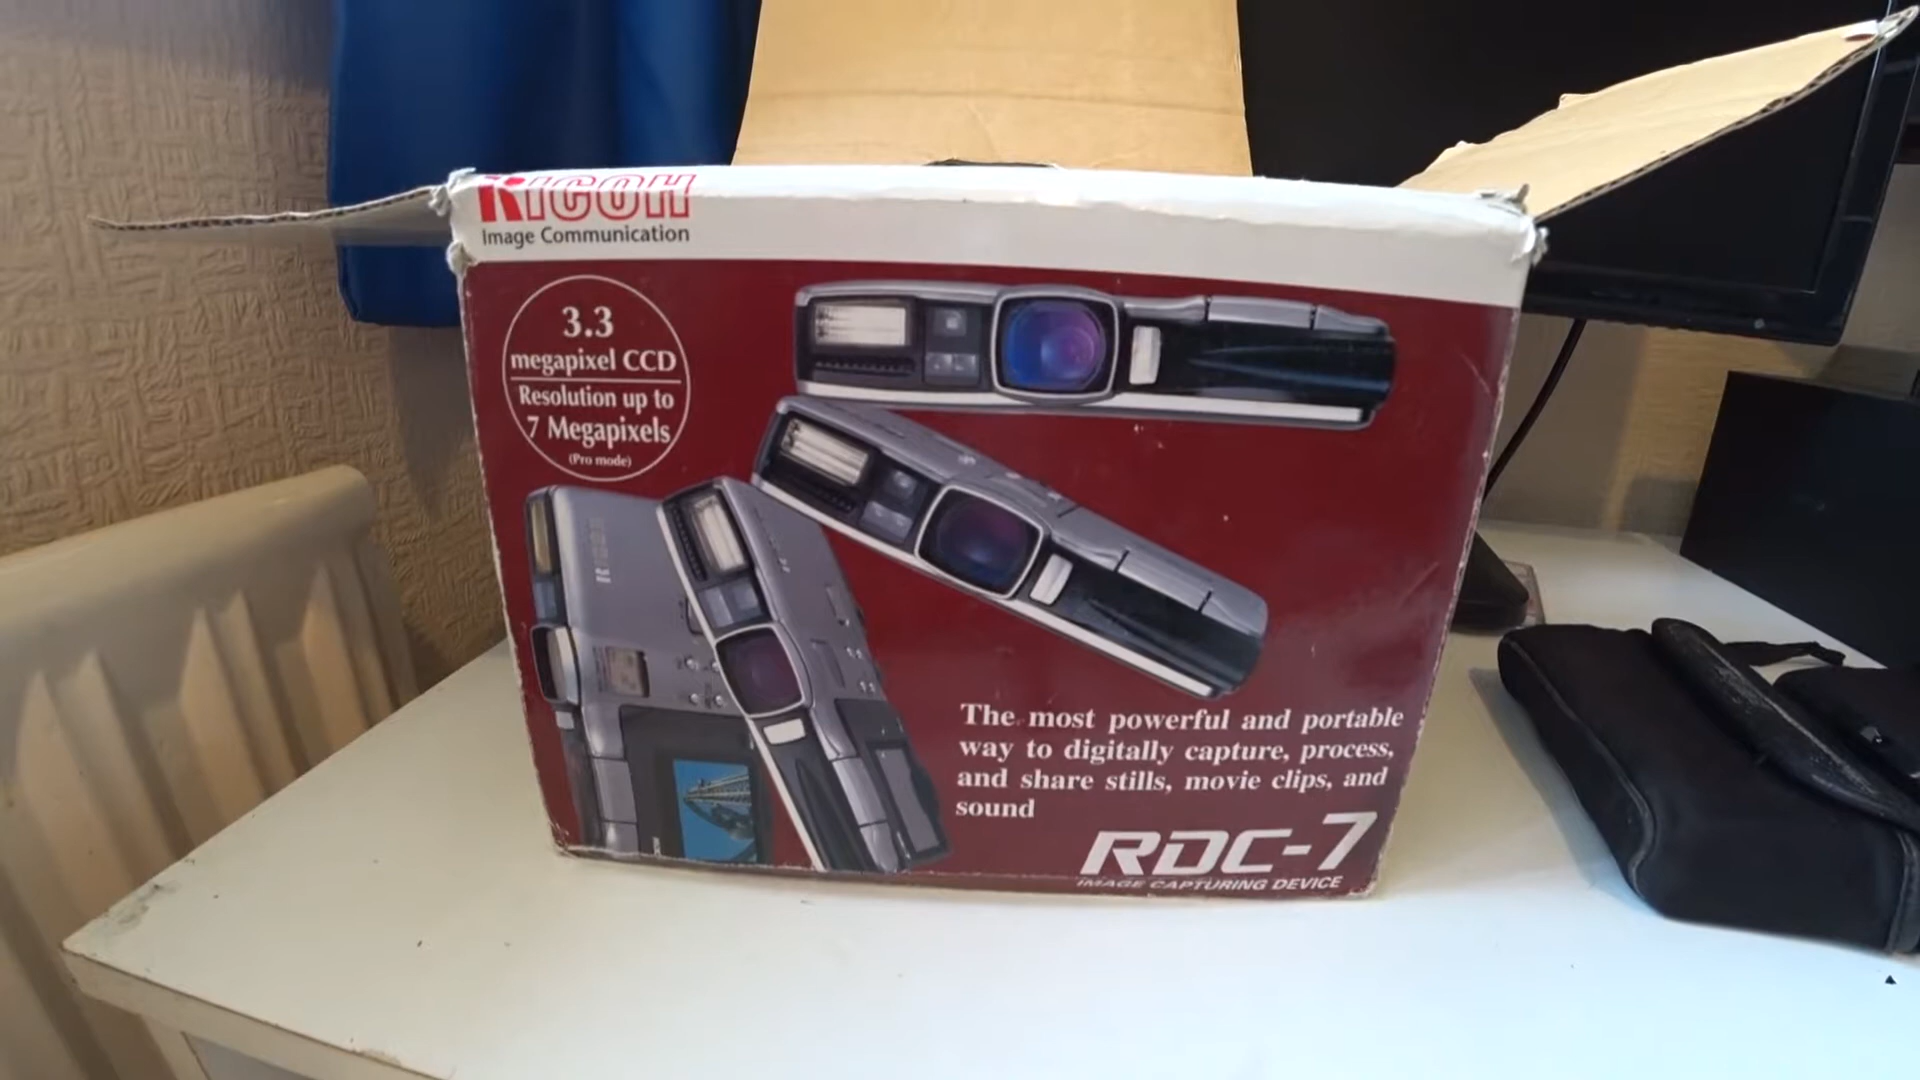 RICOH
Image Communication
3.3
megapixel CCD
Resolution up to
7 Megapixels
(Pro mode)
The most powerful and portable
way to digitally capture, process,
and share stills, movie clips, and
sound
RDC-7
IMAGE CAPTURING DEVICE